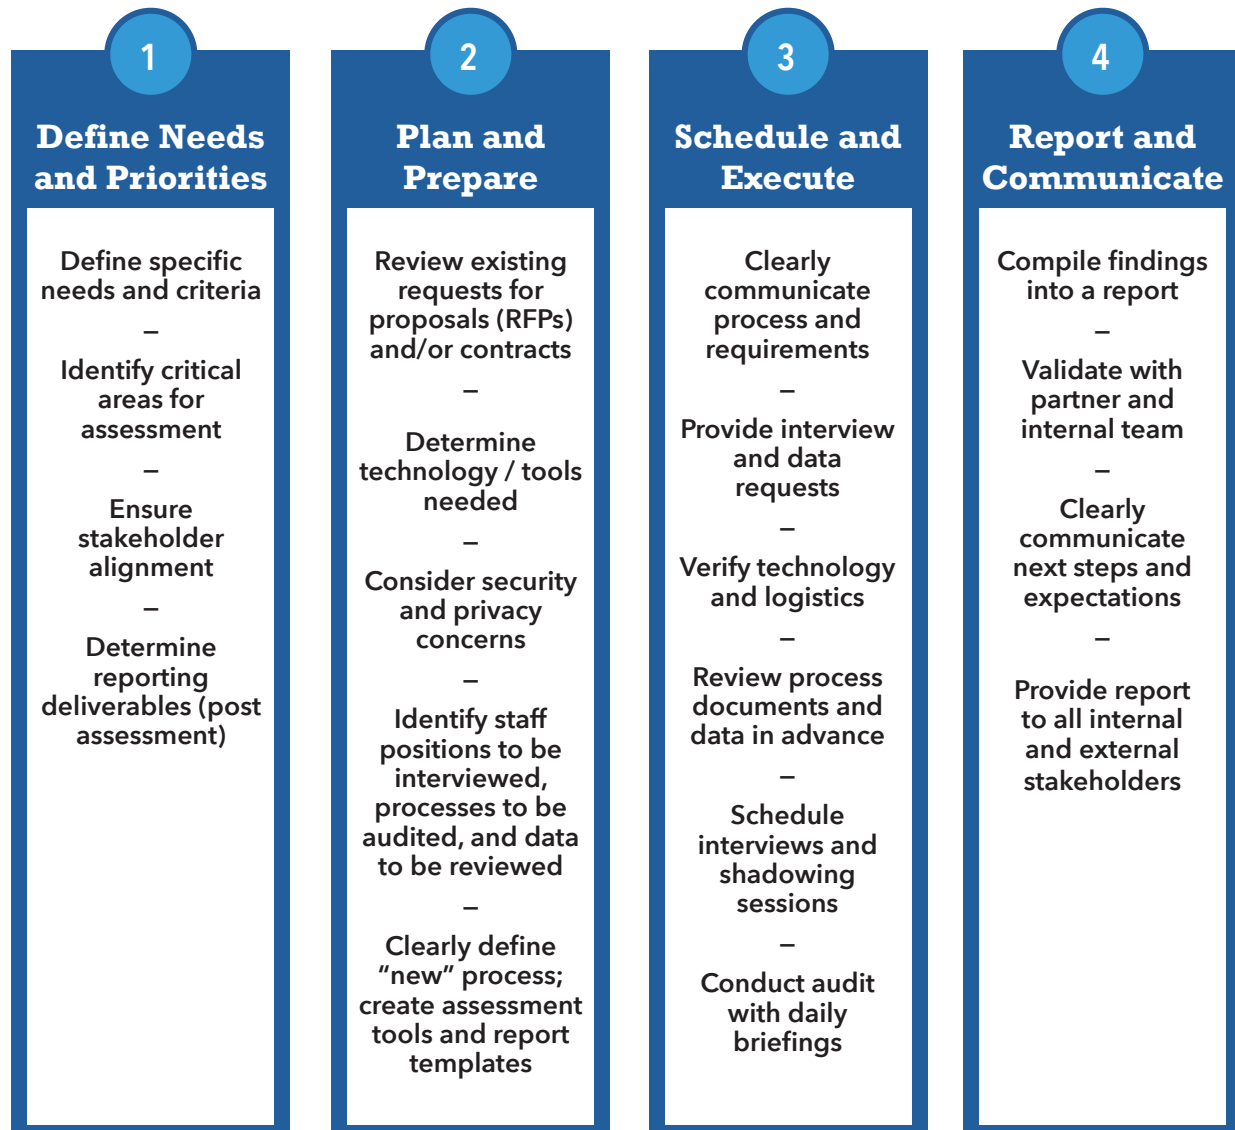 1
Define Needs
and Priorities
Define specific
needs and criteria
–
Identify critical
areas for
assessment
–
Ensure
stakeholder
alignment
–
Determine
reporting
deliverables (post
assessment)
2
Plan and
Prepare
Review existing
requests for
proposals (RFPs)
and/or contracts
–
Determine
technology / tools
needed
–
Consider security
and privacy
concerns
–
Identify staff
positions to be
interviewed,
processes to be
audited, and data
to be reviewed
–
Clearly define
“new” process;
create assessment
tools and report
templates
3
Schedule and
Execute
Clearly
communicate
process and
requirements
–
Provide interview
and data
requests
–
Verify technology
and logistics
–
Review process
documents and
data in advance
–
Schedule
interviews and
shadowing
sessions
–
Conduct audit
with daily
briefings
4
Report and
Communicate
Compile findings
into a report
–
Validate with
partner and
internal team
–
Clearly
communicate
next steps and
expectations
–
Provide report
to all internal
and external
stakeholders